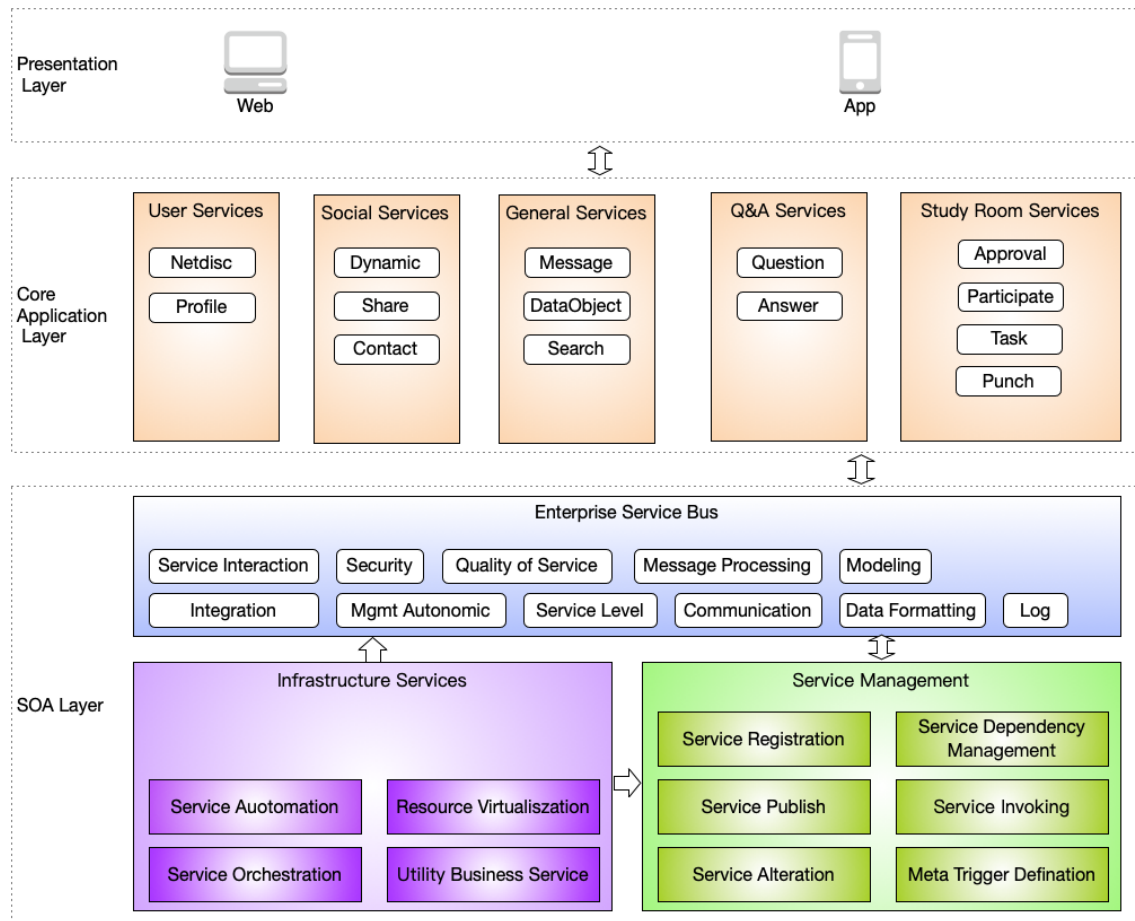 Presentation
Layer
Web
App
Core
Application
Layer
User Services
Netdisc
Profile
Social Services
Dynamic
Share
Contact
General Services
Message
DataObject
Search
Q&A Services
Question
Answer
Study Room Services
Approval
Participate
Task
Punch
SOA Layer
Enterprise Service Bus
Service Interaction
Security
Quality of Service
Message Processing
Modeling
Integration
Mgmt Autonomic
Service Level
Communication
Data Formatting
Log
Infrastructure Services
Service Auotomation
Resource Virtualiszation
Service Orchestration
Utility Business Service
Service Management
Service Registration
Service Dependency
Management
Service Publish
Service Invoking
Service Alteration
Meta Trigger Defination